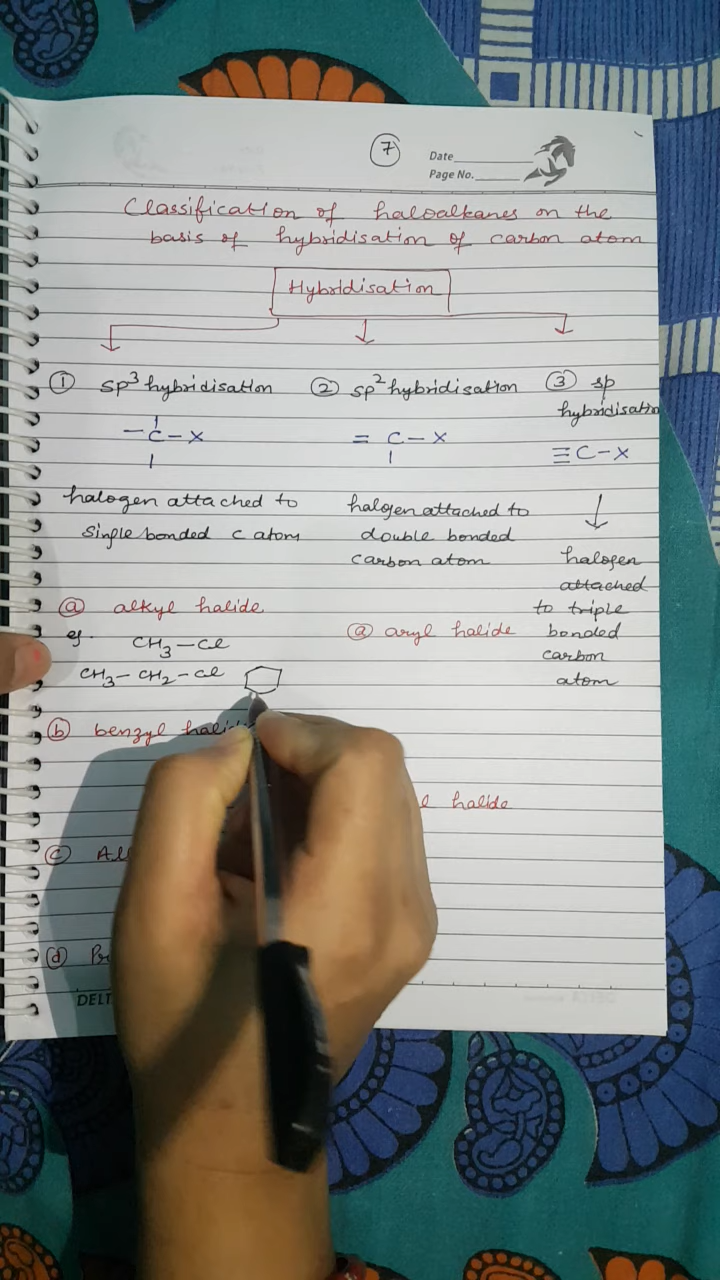 7
Date
Page No.
Classification of haloalkanes on the
basis of hybridisation of carbon atom
Hybridisation
① sp³ hybridisation
-C-X
halogen attached to
single bonded c atom
② sp² hybridisation
= C-X
halogen attached to
double bonded
carbon atom
③ sp
hybridisation
≡C-X
halogen
attached
to triple
bonded
carbon
atom
ⓐ alkyl halide
eg. CH₃-Cl
CH₃-CH₂-Cl
ⓑ benzyl
ⓒ
ⓓ
ⓐ aryl halide
halide